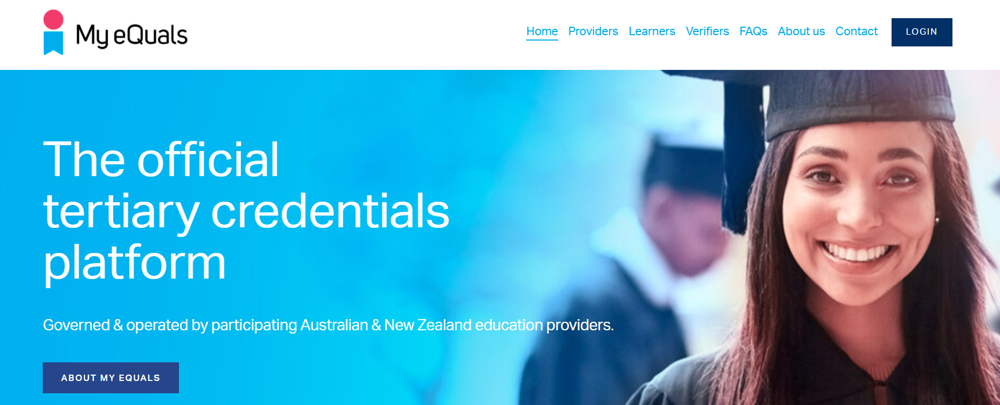 My eQuals
Home Providers Learners Verifiers FAQs About us Contact LOGIN
The official
tertiary credentials
platform
Governed & operated by participating Australian & New Zealand education providers.
ABOUT MY EQUALS